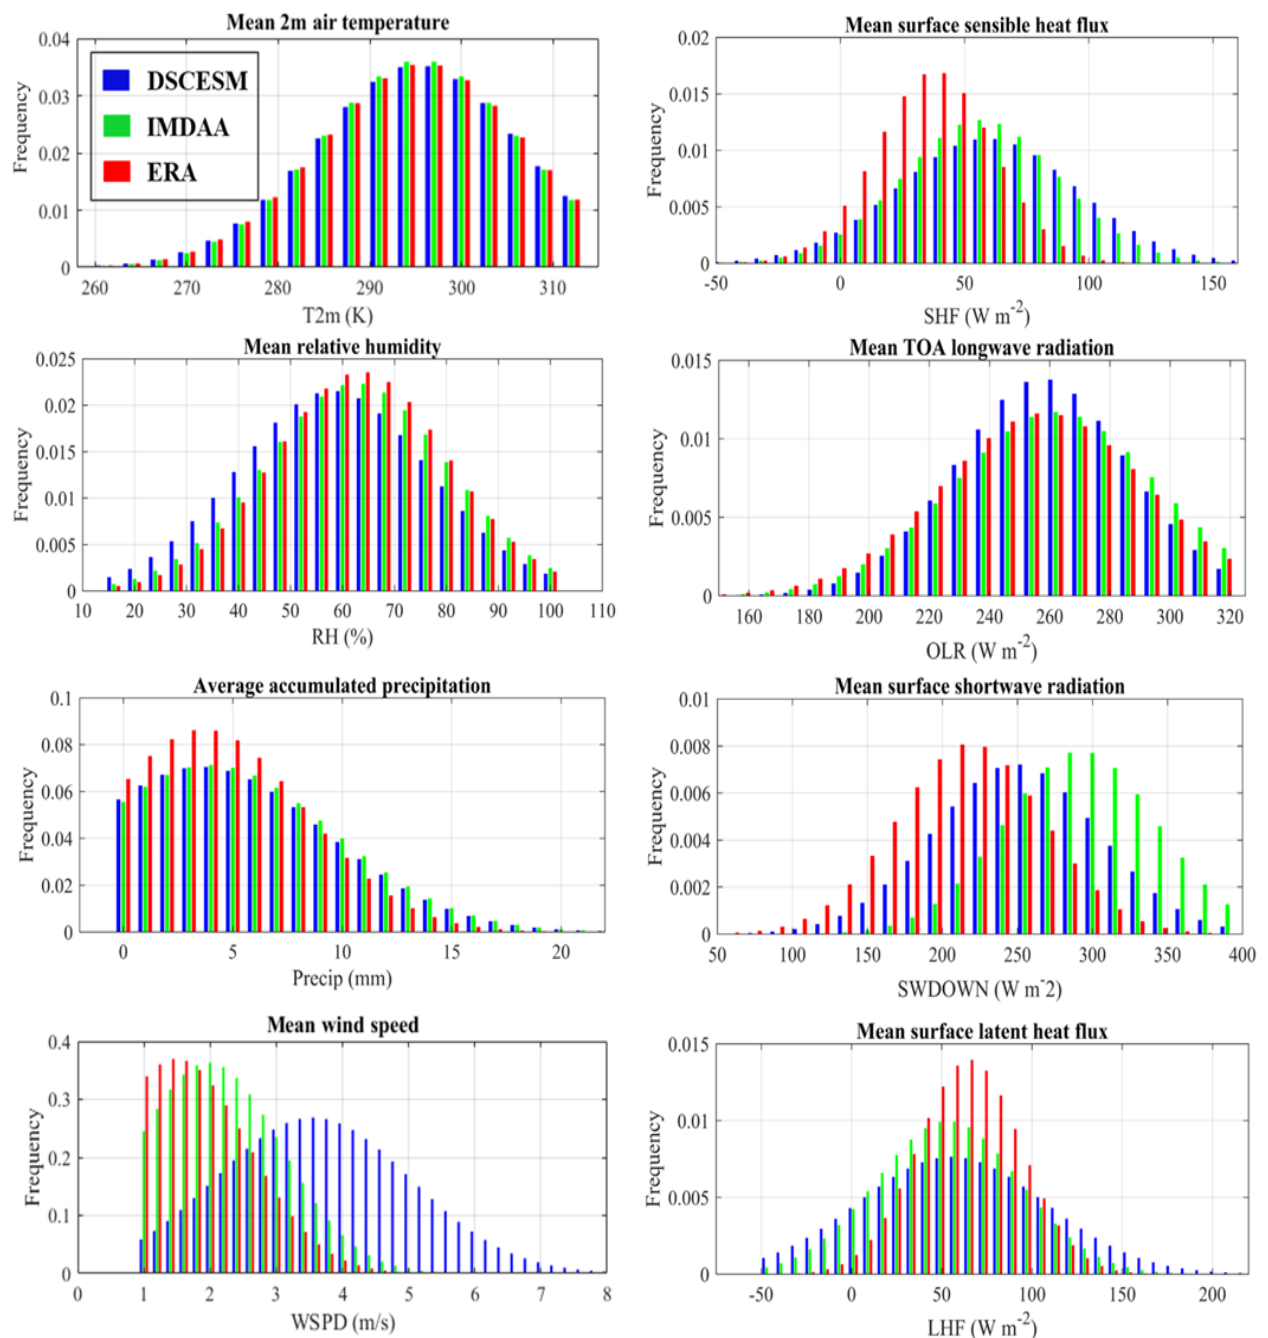 Mean 2m air temperature
0.04
0.03
0.02
0.01
0
Frequency
DSCESM
IMDAA
ERA
260 270 280 290 300 310
T2m (K)
Mean surface sensible heat flux
0.02
0.015
0.01
0.005
0
Frequency
-50 0 50 100 150
SHF (W m-2)
Mean relative humidity
0.025
0.02
0.015
0.01
0.005
0
Frequency
10 20 30 40 50 60 70 80 90 100 110
RH (%)
Mean TOA longwave radiation
0.015
0.01
0.005
0
Frequency
160 180 200 220 240 260 280 300 320
OLR (W m-2)
Average accumulated precipitation
0.1
0.08
0.06
0.04
0.02
0
Frequency
0 5 10 15 20
Precip (mm)
Mean surface shortwave radiation
0.01
0.008
0.006
0.004
0.002
0
Frequency
50 100 150 200 250 300 350 400
SWDOWN (W m-2)
Mean wind speed
0.4
0.3
0.2
0.1
0
Frequency
0 1 2 3 4 5 6 7 8
WSPD (m/s)
Mean surface latent heat flux
0.015
0.01
0.005
0
Frequency
-50 0 50 100 150 200
LHF (W m-2)